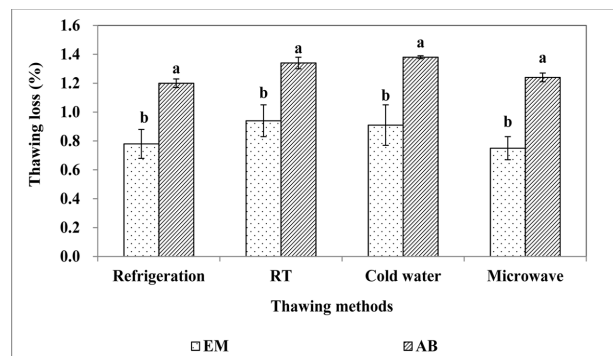 1.6
1.4
1.2
1.0
0.8
0.6
0.4
0.2
0.0
Thawing loss (%)
b a b a b a b a
Refrigeration RT Cold water Microwave
Thawing methods
EM AB